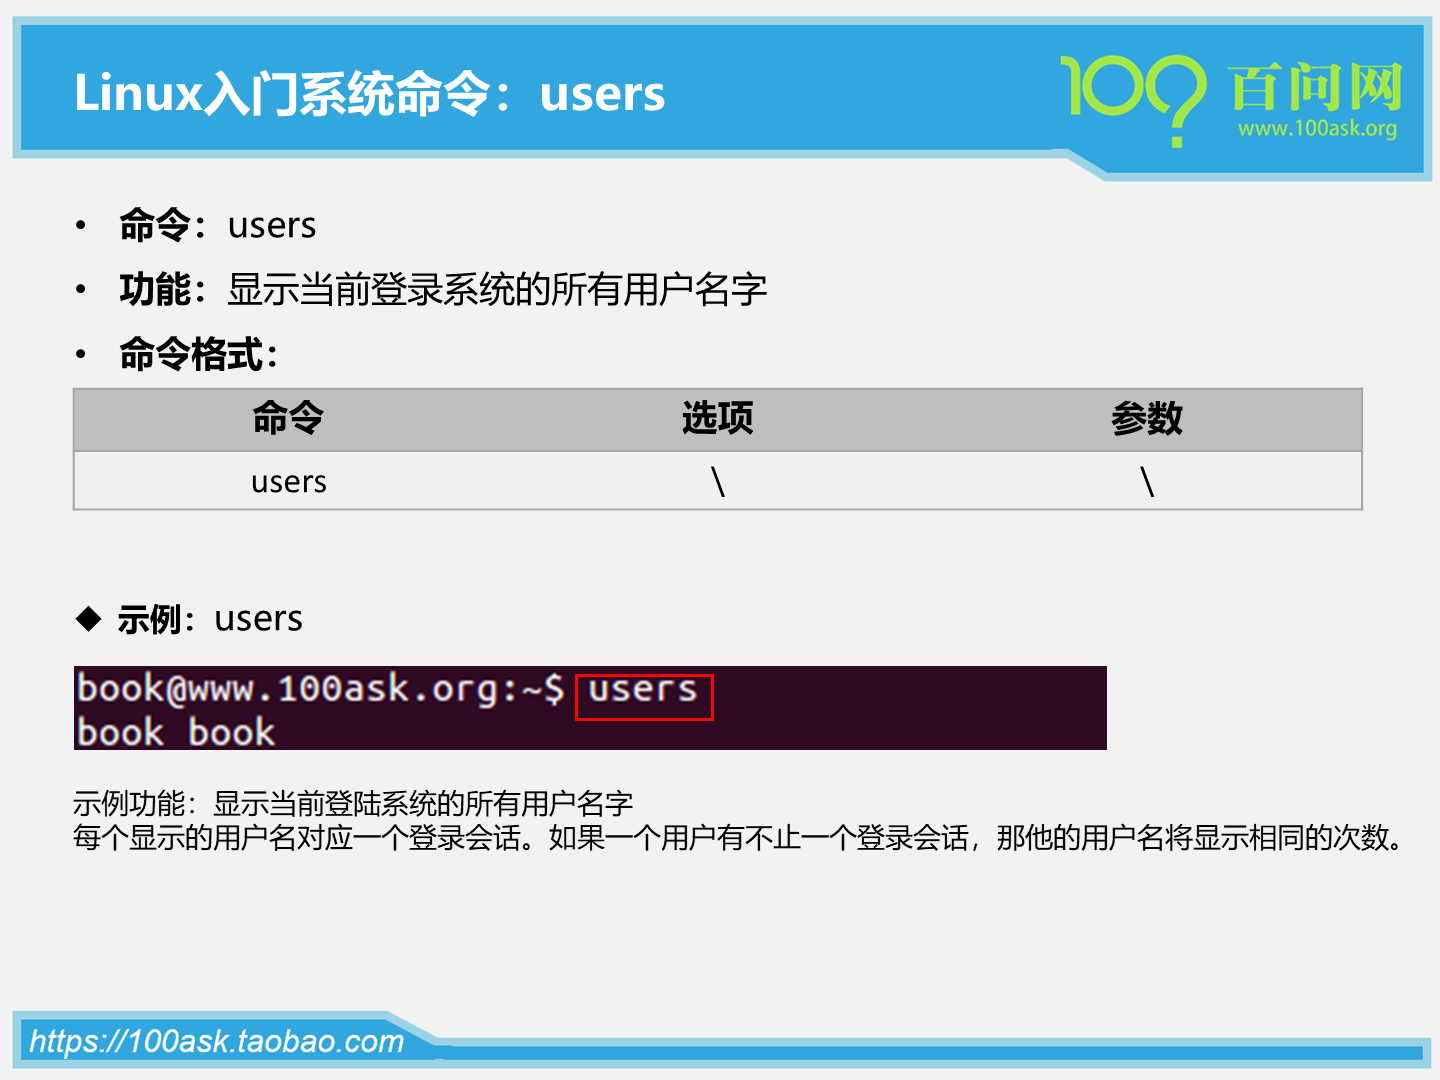 Linux入门系统命令：users
100?
百问网
www.100ask.org
• 命令：users
• 功能：显示当前登录系统的所有用户名字
• 命令格式：
命令 选项 参数
users \ \
◆ 示例：users
book@www.100ask.org:~$ users
book book
示例功能：显示当前登陆系统的所有用户名字
每个显示的用户名对应一个登录会话。如果一个用户有不止一个登录会话，那他的用户名将显示相同的次数。
https://100ask.taobao.com